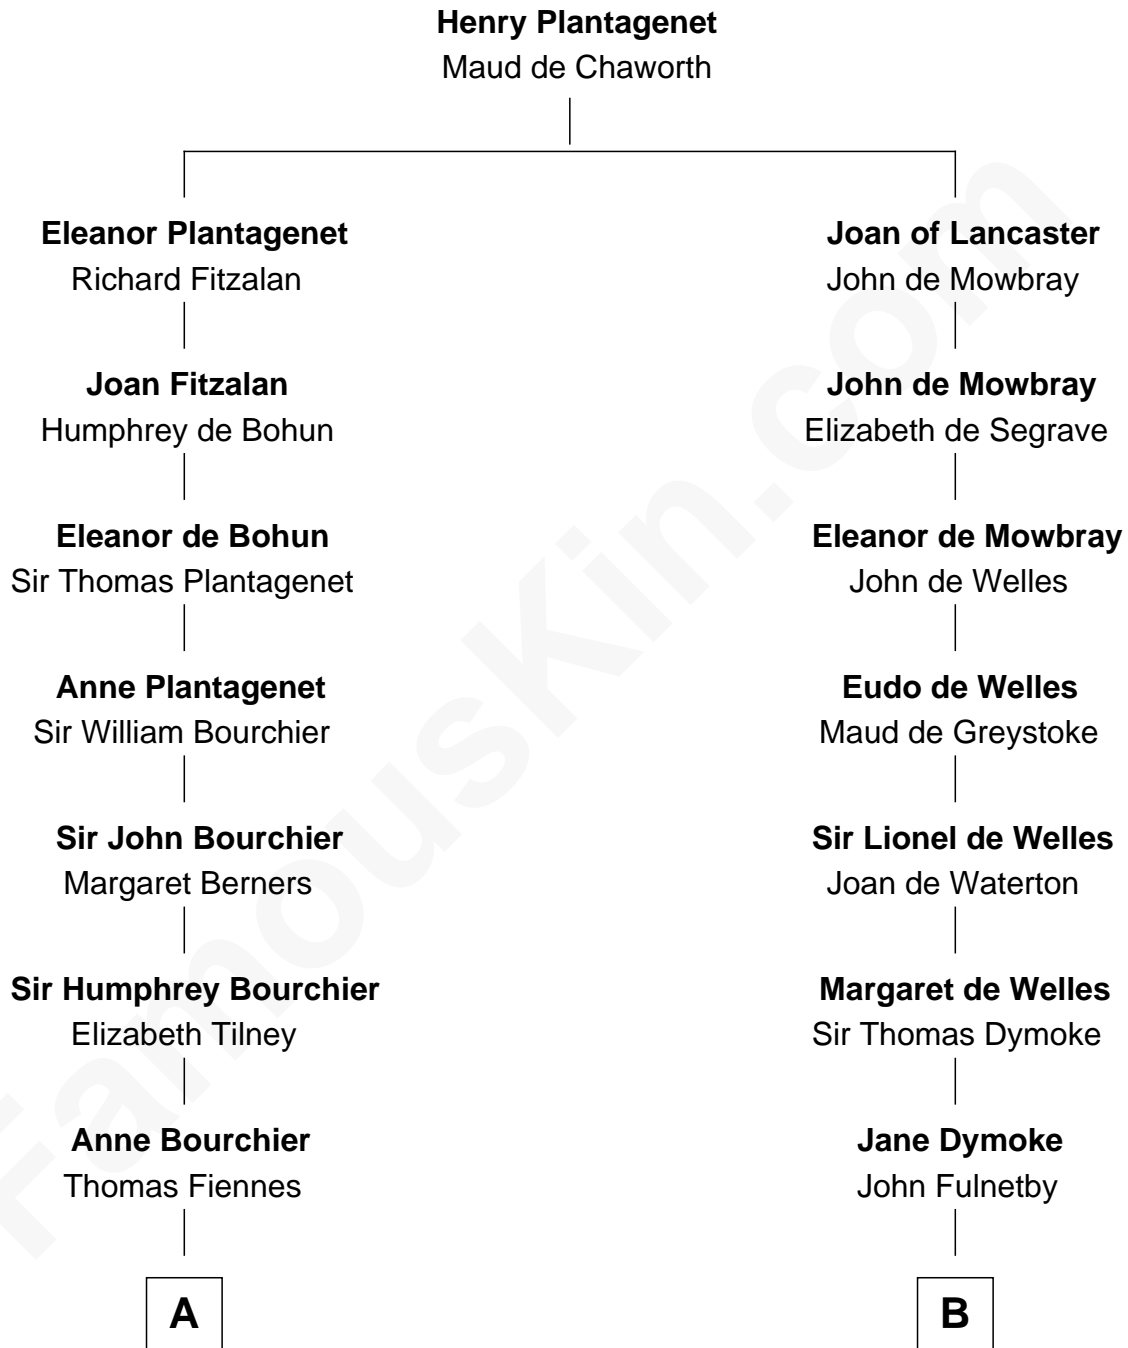 Henry Plantagenet
Maud de Chaworth
Eleanor Plantagenet
Richard Fitzalan
Joan Fitzalan
Humphrey de Bohun
Eleanor de Bohun
Sir Thomas Plantagenet
Anne Plantagenet
Sir William Bourchier
Sir John Bourchier
Margaret Berners
Sir Humphrey Bourchier
Elizabeth Tilney
Anne Bourchier
Thomas Fiennes
A
Joan of Lancaster
John de Mowbray
John de Mowbray
Elizabeth de Segrave
Eleanor de Mowbray
John de Welles
Eudo de Welles
Maud de Greystoke
Sir Lionel de Welles
Joan de Waterton
Margaret de Welles
Sir Thomas Dymoke
Jane Dymoke
John Fulnetby
B
FamousKin.com